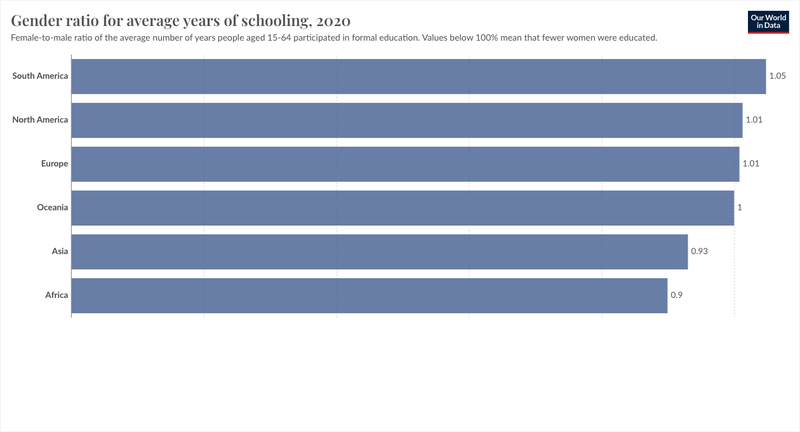 Gender ratio for average years of schooling, 2020
Our World
in Data
Female-to-male ratio of the average number of years people aged 15-64 participated in formal education. Values below 100% mean that fewer women were educated.
South America 1.05
North America 1.01
Europe 1.01
Oceania 1
Asia 0.93
Africa 0.9